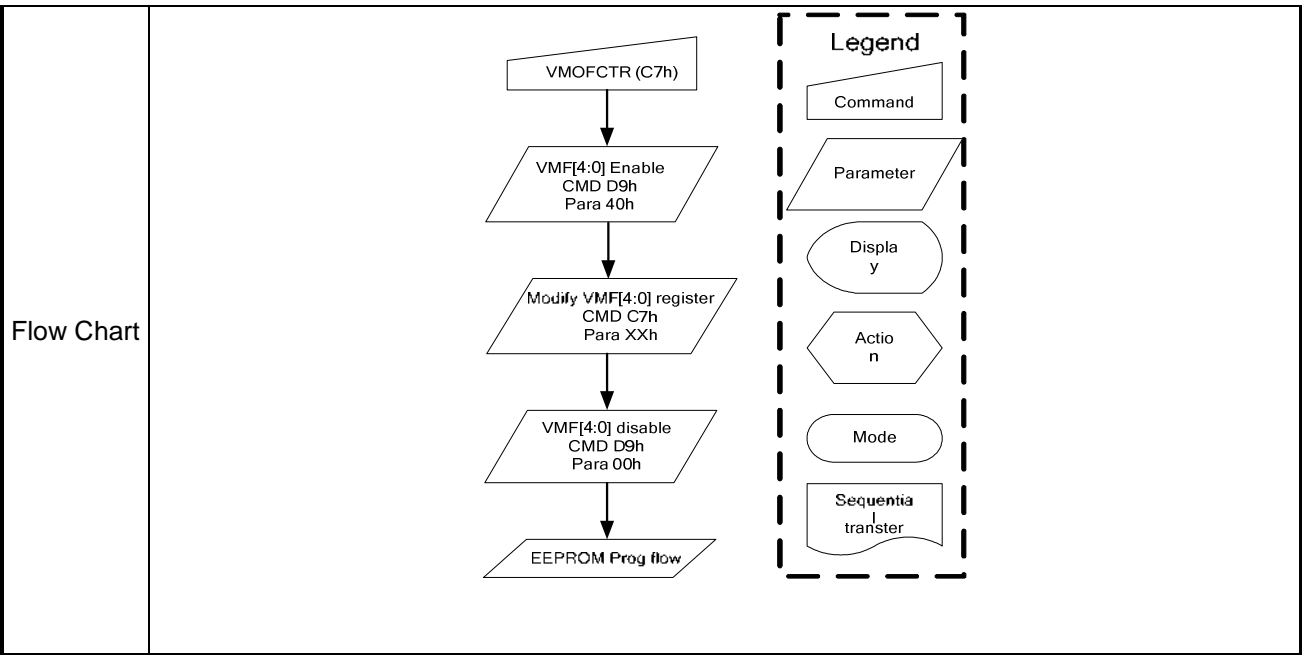 Flow Chart
VMOFCTR (C7h)
VMF[4:0] Enable
CMD D9h
Para 40h
Modify VMF[4:0] register
CMD C7h
Para XXh
VMF[4:0] disable
CMD D9h
Para 00h
EEPROM Prog flow
Legend
Command
Parameter
Displa
y
Actio
n
Mode
Sequentia
l
transter